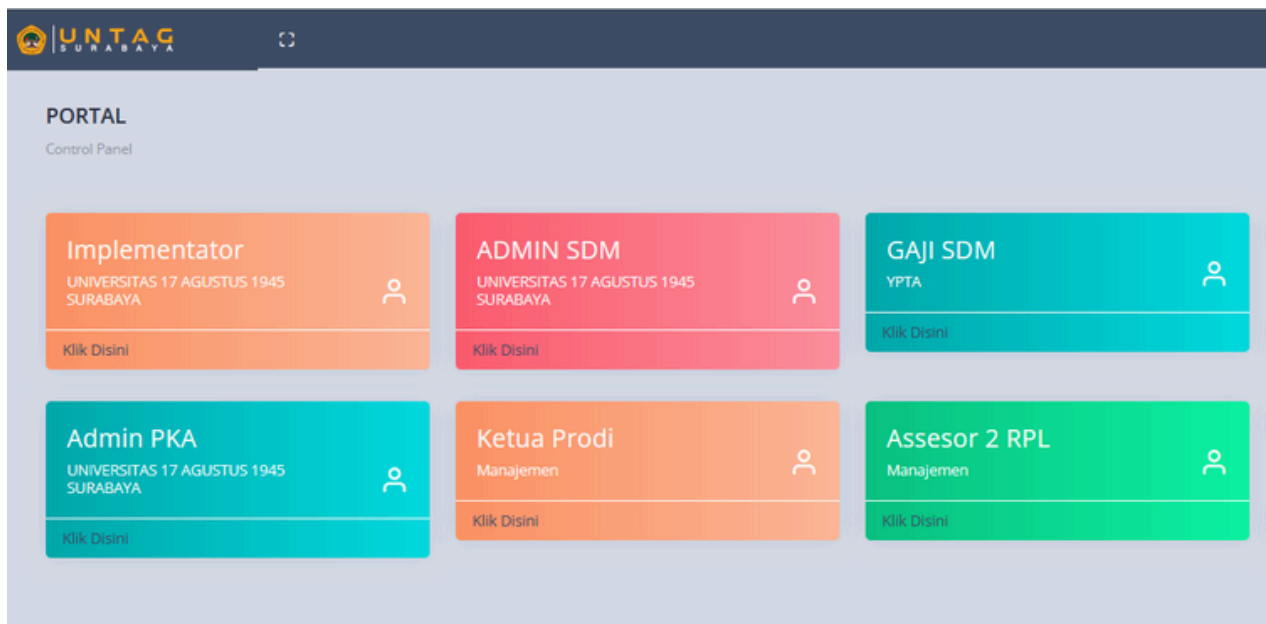 UNTAG
SURABAYA
PORTAL
Control Panel
Implementator
UNIVERSITAS 17 AGUSTUS 1945
SURABAYA
Klik Disini
ADMIN SDM
UNIVERSITAS 17 AGUSTUS 1945
SURABAYA
Klik Disini
GAJI SDM
YPTA
Klik Disini
Admin PKA
UNIVERSITAS 17 AGUSTUS 1945
SURABAYA
Klik Disini
Ketua Prodi
Manajemen
Klik Disini
Assesor 2 RPL
Manajemen
Klik Disini